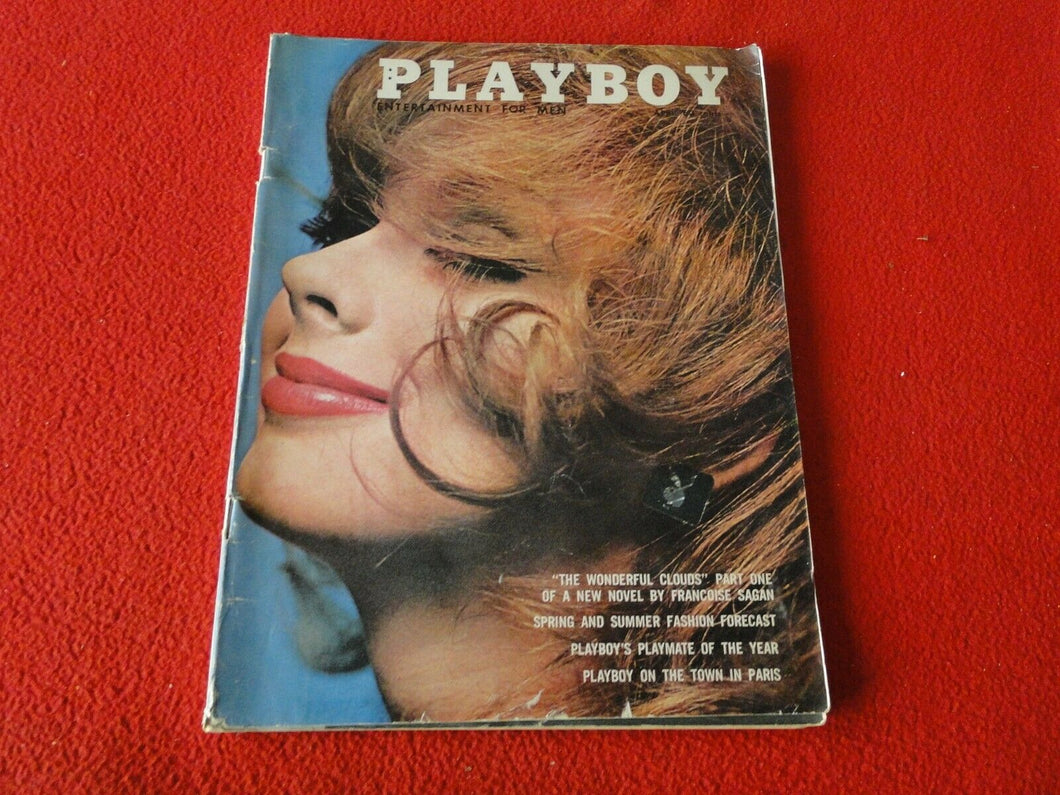 PLAYBOY
ENTERTAINMENT FOR MEN
"THE WONDERFUL CLOUDS" PART ONE
OF A NEW NOVEL BY FRANCOISE SAGAN
SPRING AND SUMMER FASHION FORECAST
PLAYBOY'S PLAYMATE OF THE YEAR
PLAYBOY ON THE TOWN IN PARIS